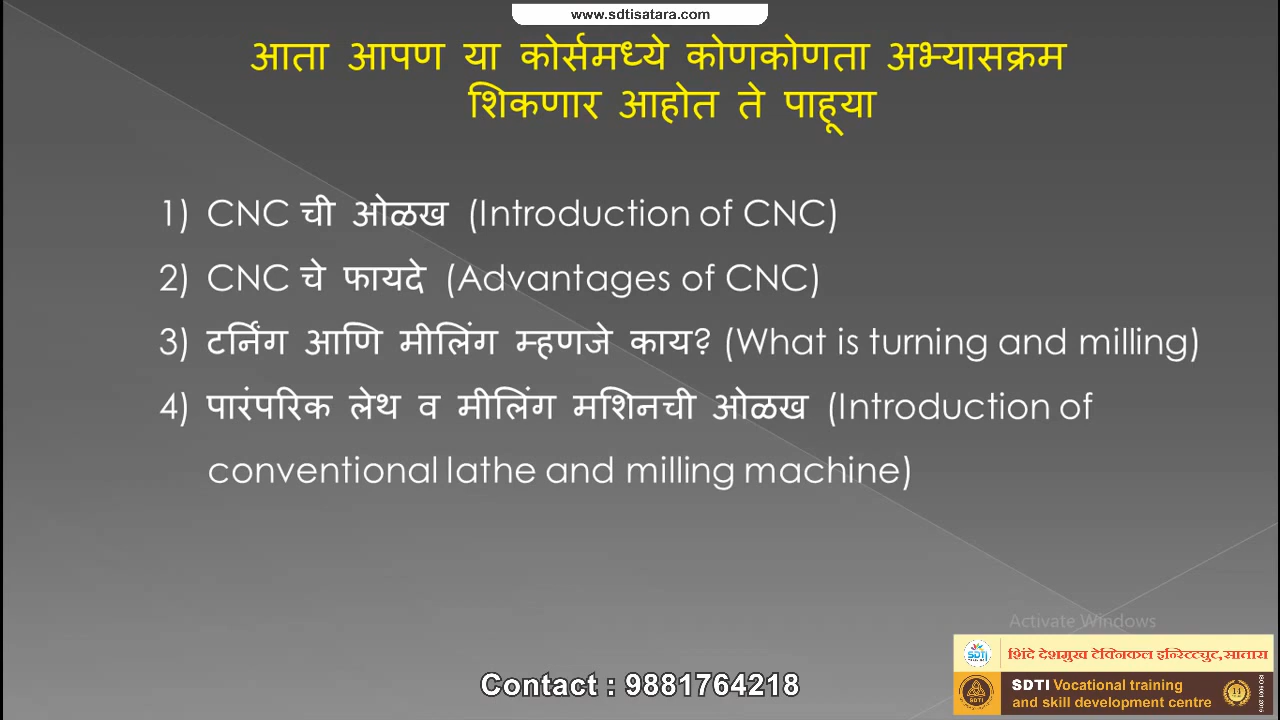 www.sdtisatara.com
आता आपण या कोर्समध्ये कोणकोणता अभ्यासक्रम
शिकणार आहोत ते पाहूया
1) CNC ची ओळख (Introduction of CNC)
2) CNC चे फायदे (Advantages of CNC)
3) टर्निंग आणि मीलिंग म्हणजे काय? (What is turning and milling)
4) पारंपरिक लेथ व मीलिंग मशिनची ओळख (Introduction of
conventional lathe and milling machine)
Activate Windows
SDTI
शिंदे देशमुख टेक्निकल इन्स्टिट्युट, सातारा
Contact : 9881764218
SDTI
SDTI Vocational training
and skill development centre